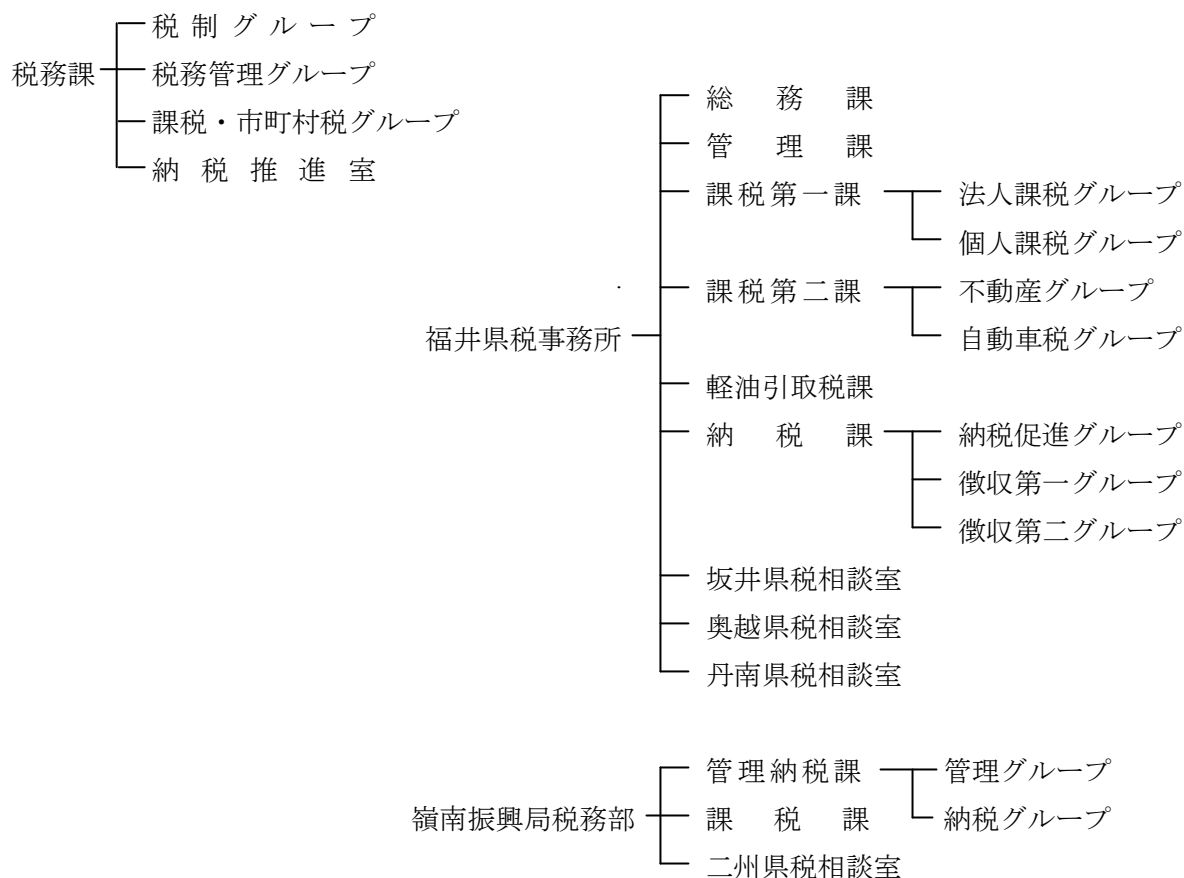 税制グループ
税務課
税務管理グループ
課税・市町村税グループ
納税推進室
総務課
管理課
課税第一課
法人課税グループ
個人課税グループ
課税第二課
不動産グループ
自動車税グループ
福井県税事務所
軽油引取税課
納税課
納税促進グループ
徴収第一グループ
徴収第二グループ
坂井県税相談室
奥越県税相談室
丹南県税相談室
管理納税課
管理グループ
嶺南振興局税務部
課税課
納税グループ
二州県税相談室